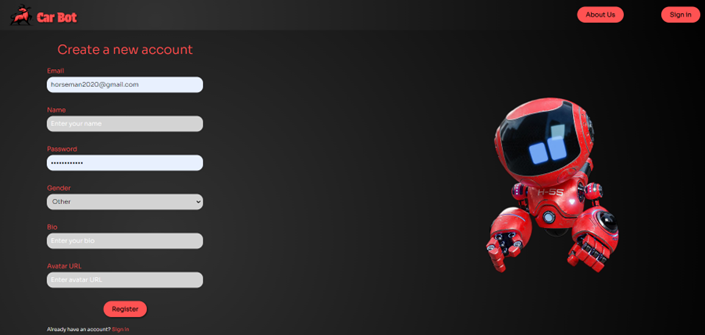 Car Bot
About Us
Sign In
Create a new account
Email
horseman2020@gmail.com
Name
Enter your name
Password
••••••••••••
Gender
Other
Bio
Enter your bio
Avatar URL
Enter avatar URL
Register
Already have an account? Sign in
H-55